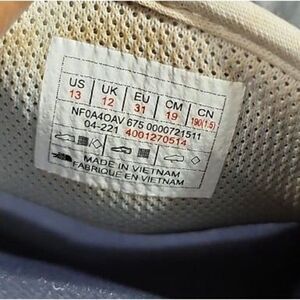 US UK EU CM CN
13 12 31 19 190(1.5)
NF0A4OAV 675 0000721511
04-221 4001270514
MADE IN VIETNAM
FABRIQUE EN VIETNAM